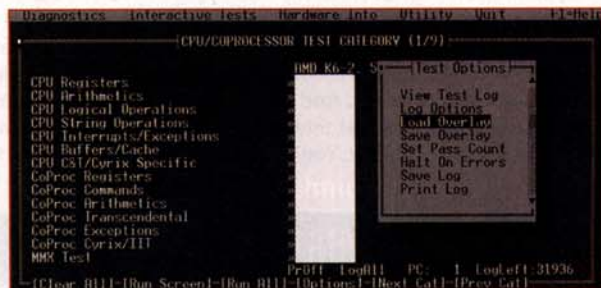 Diagnostics Interactive Tests Hardware Info Utility Quit F1=Help
[CPU/COPROCESSOR TEST CATEGORY (1/9)]
AMD K6-2, 5
CPU Registers
CPU Arithmetics
CPU Logical Operations
CPU String Operations
CPU Interrupts/Exceptions
CPU Buffers/Cache
CPU CST/Cyrix Specific
CoProc Registers
CoProc Commands
CoProc Arithmetics
CoProc Transcendental
CoProc Exceptions
CoProc Cyrix/IIT
MMX Test
[Test Options]
View Test Log
Log Options
Load Overlay
Save Overlay
Set Pass Count
Halt On Errors
Save Log
Print Log
PrOff LogAll PC: 1 LogLeft:31936
[Clear All]-[Run Screen]-[Run All]-[Options]-[Next Cat]-[Prev Cat]